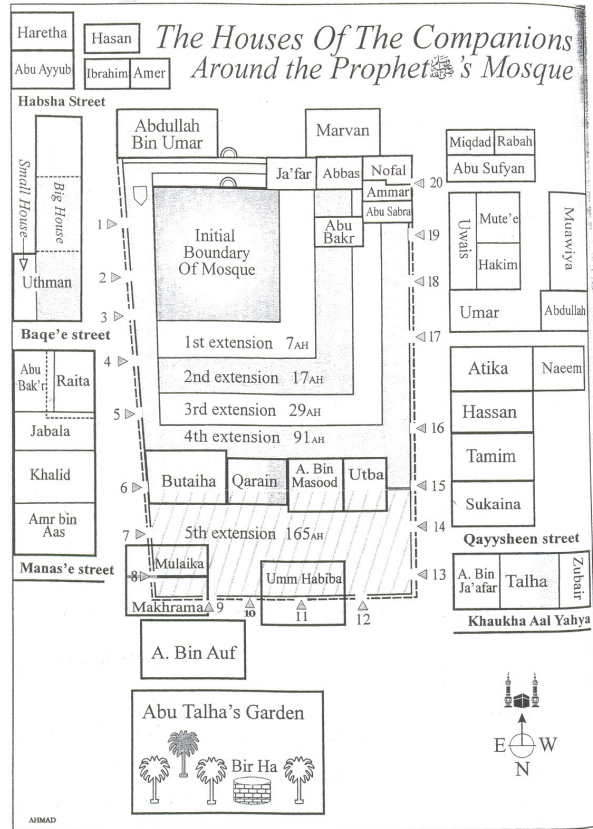 The Houses Of The Companions
Around the Prophetﷺ's Mosque
Haretha
Abu Ayyub
Hasan
Ibrahim
Amer
Habsha Street
Small House
Big House
Uthman
Baqe'e street
Abu
Bak'r
Raita
Jabala
Khalid
Amr bin
Aas
Manas'e street
Abdullah
Bin Umar
Marvan
Ja'far
Abbas
Nofal
Ammar
Abu Sabra
Abu
Bakr
Initial
Boundary
Of Mosque
1st extension 7AH
2nd extension 17AH
3rd extension 29AH
4th extension 91AH
Butaiha
Qarain
A. Bin
Masood
Utba
5th extension 165AH
Mulaika
Makhrama
Umm Habiba
1
2
3
4
5
6
7
8
9
10
11
12
13
14
15
16
17
18
19
20
A. Bin Auf
Abu Talha's Garden
Bir Ha
Miqdad
Rabah
Abu Sufyan
Uwais
Mute'e
Hakim
Muawiya
Umar
Abdullah
Atika
Naeem
Hassan
Tamim
Sukaina
Qayysheen street
A. Bin
Ja'afar
Talha
Zubair
Khaukha Aal Yahya
E
W
N
AHMAD